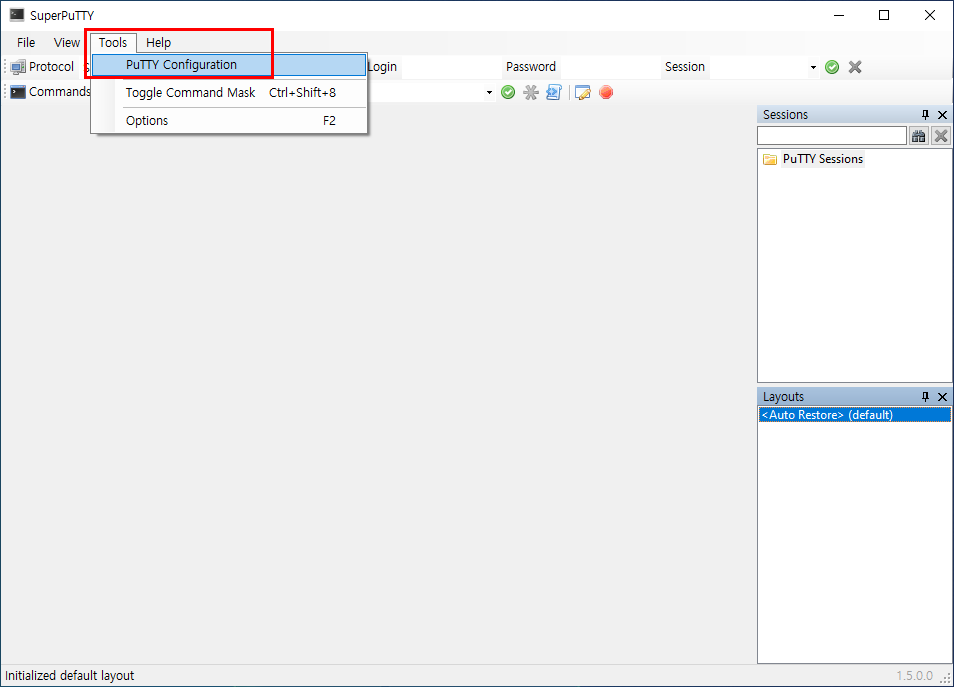 SuperPuTTY
File View Tools Help
Protocol Login Password Session
PuTTY Configuration
Commands
Toggle Command Mask Ctrl+Shift+8
Options F2
Sessions
PuTTY Sessions
Layouts
<Auto Restore> (default)
Initialized default layout 1.5.0.0